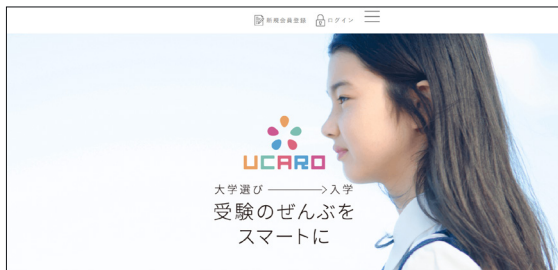 新規会員登録 ログイン
UCARO
大学選び → 入学
受験のぜんぶを
スマートに